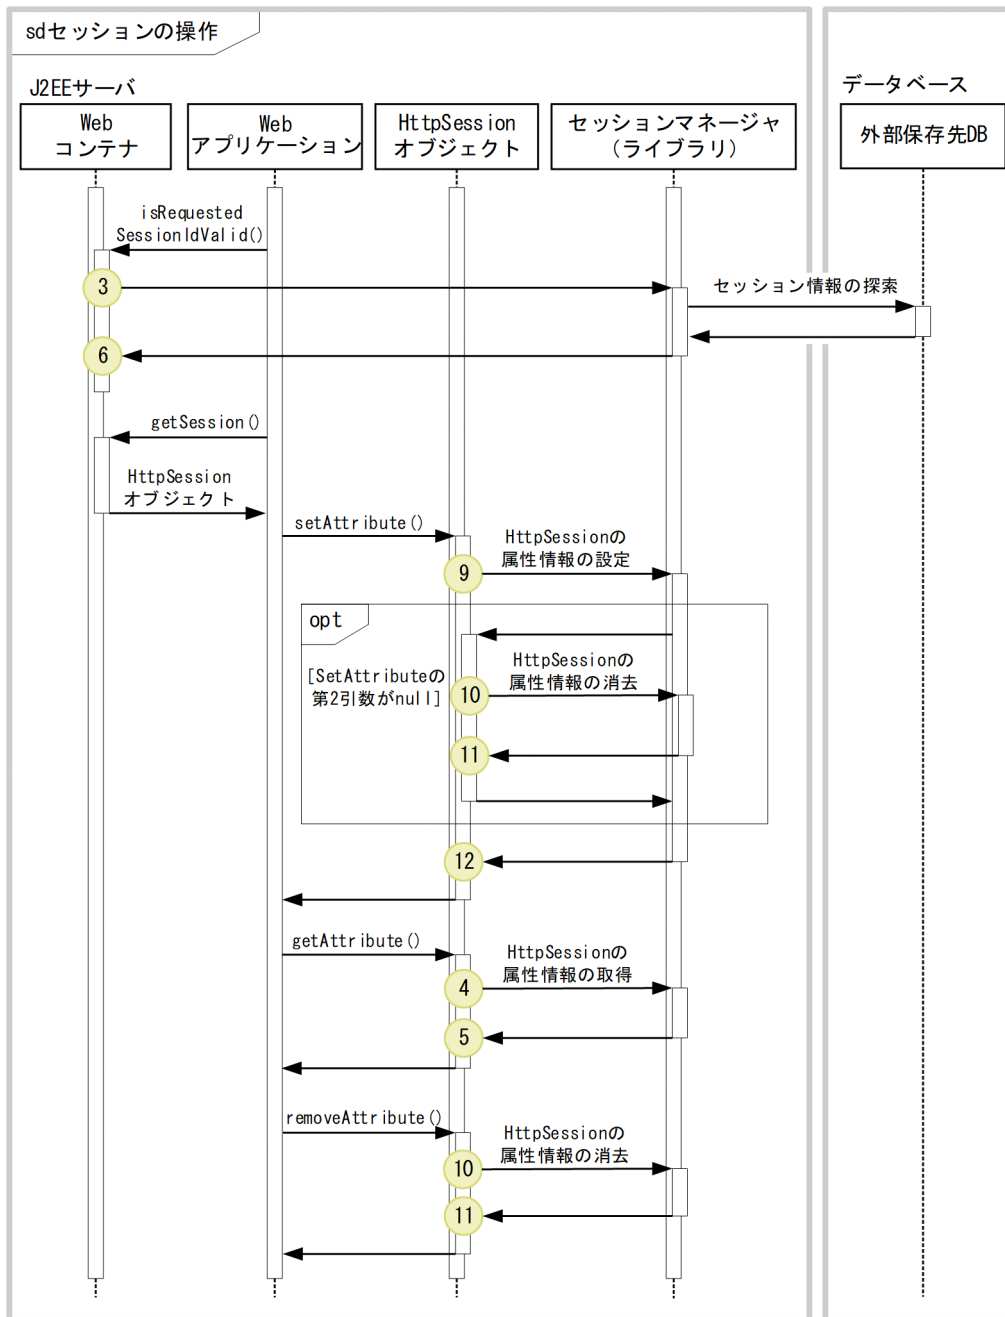 sdセッションの操作
J2EEサーバ
データベース
Web
コンテナ
Web
アプリケーション
HttpSession
オブジェクト
セッションマネージャ
（ライブラリ）
外部保存先DB
isRequested
SessionIdValid()
3
セッション情報の探索
6
getSession()
HttpSession
オブジェクト
setAttribute()
HttpSessionの
属性情報の設定
9
opt
[SetAttributeの
第2引数がnull]
HttpSessionの
属性情報の消去
10
11
12
getAttribute()
HttpSessionの
属性情報の取得
4
5
removeAttribute()
HttpSessionの
属性情報の消去
10
11